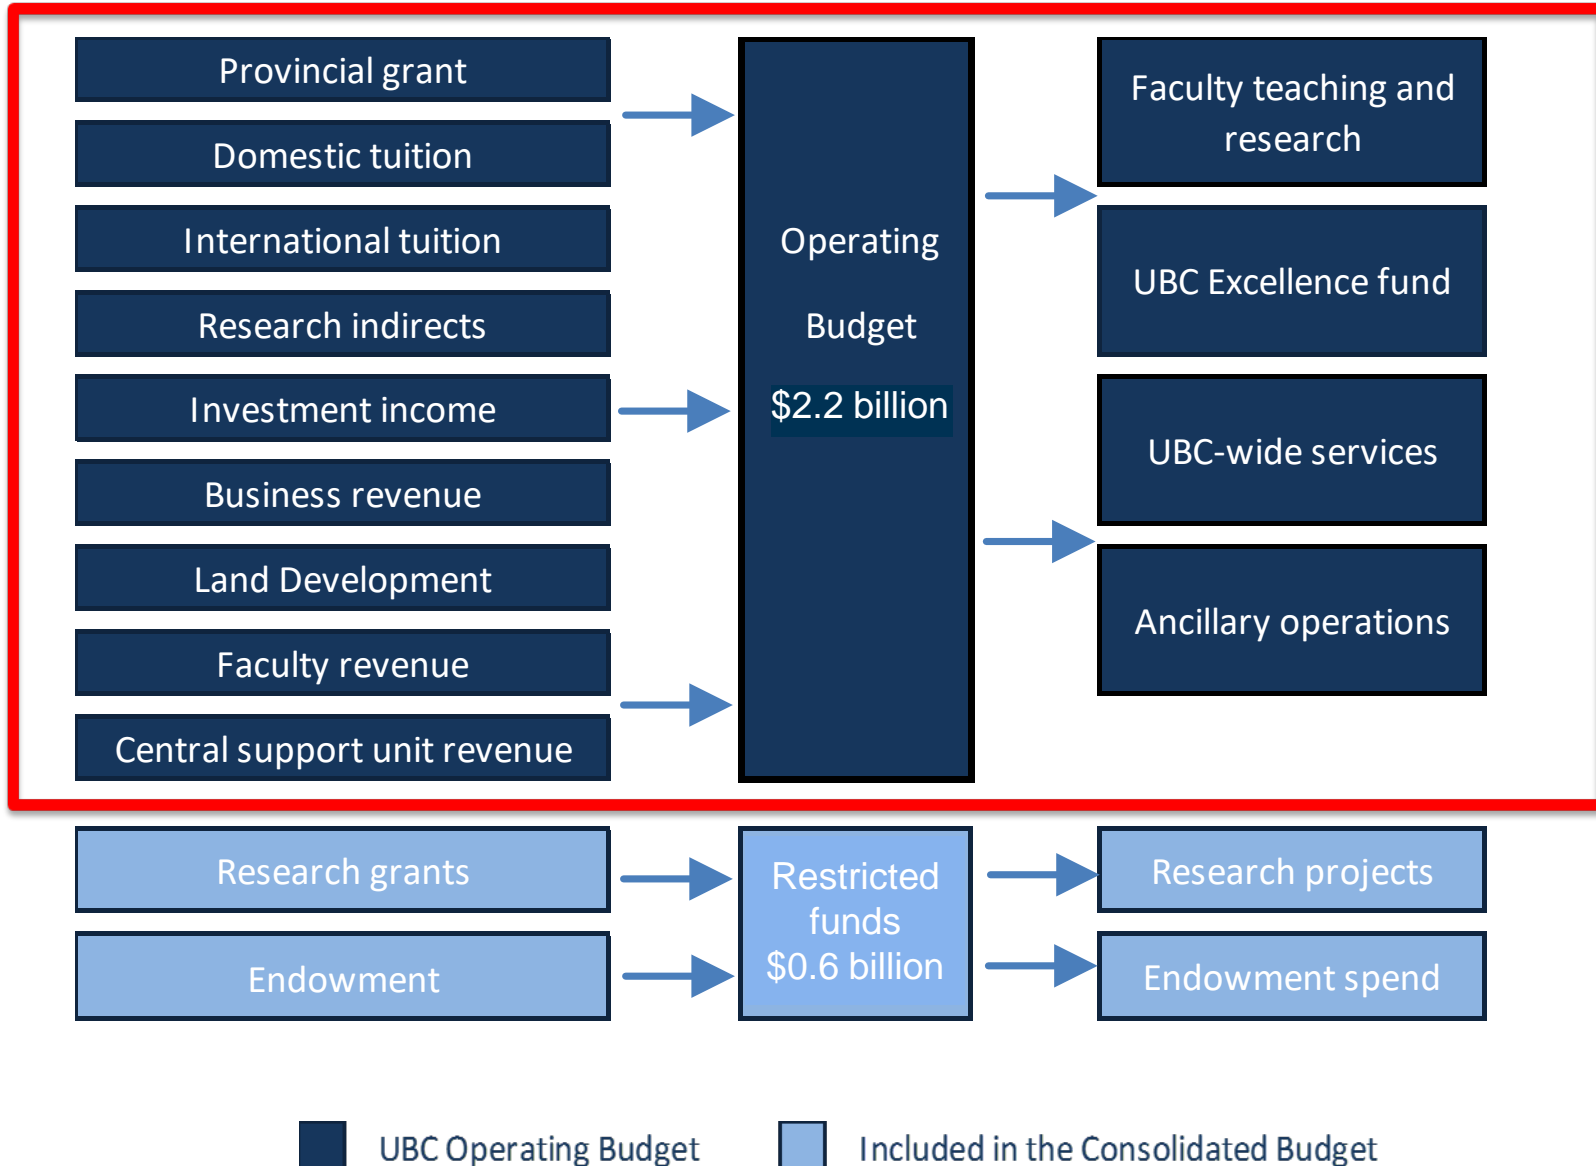 Provincial grant
Domestic tuition
International tuition
Research indirects
Investment income
Business revenue
Land Development
Faculty revenue
Central support unit revenue
Operating
Budget
$2.2 billion
Faculty teaching and
research
UBC Excellence fund
UBC-wide services
Ancillary operations
Research grants
Endowment
Restricted
funds
$0.6 billion
Research projects
Endowment spend
UBC Operating Budget
Included in the Consolidated Budget